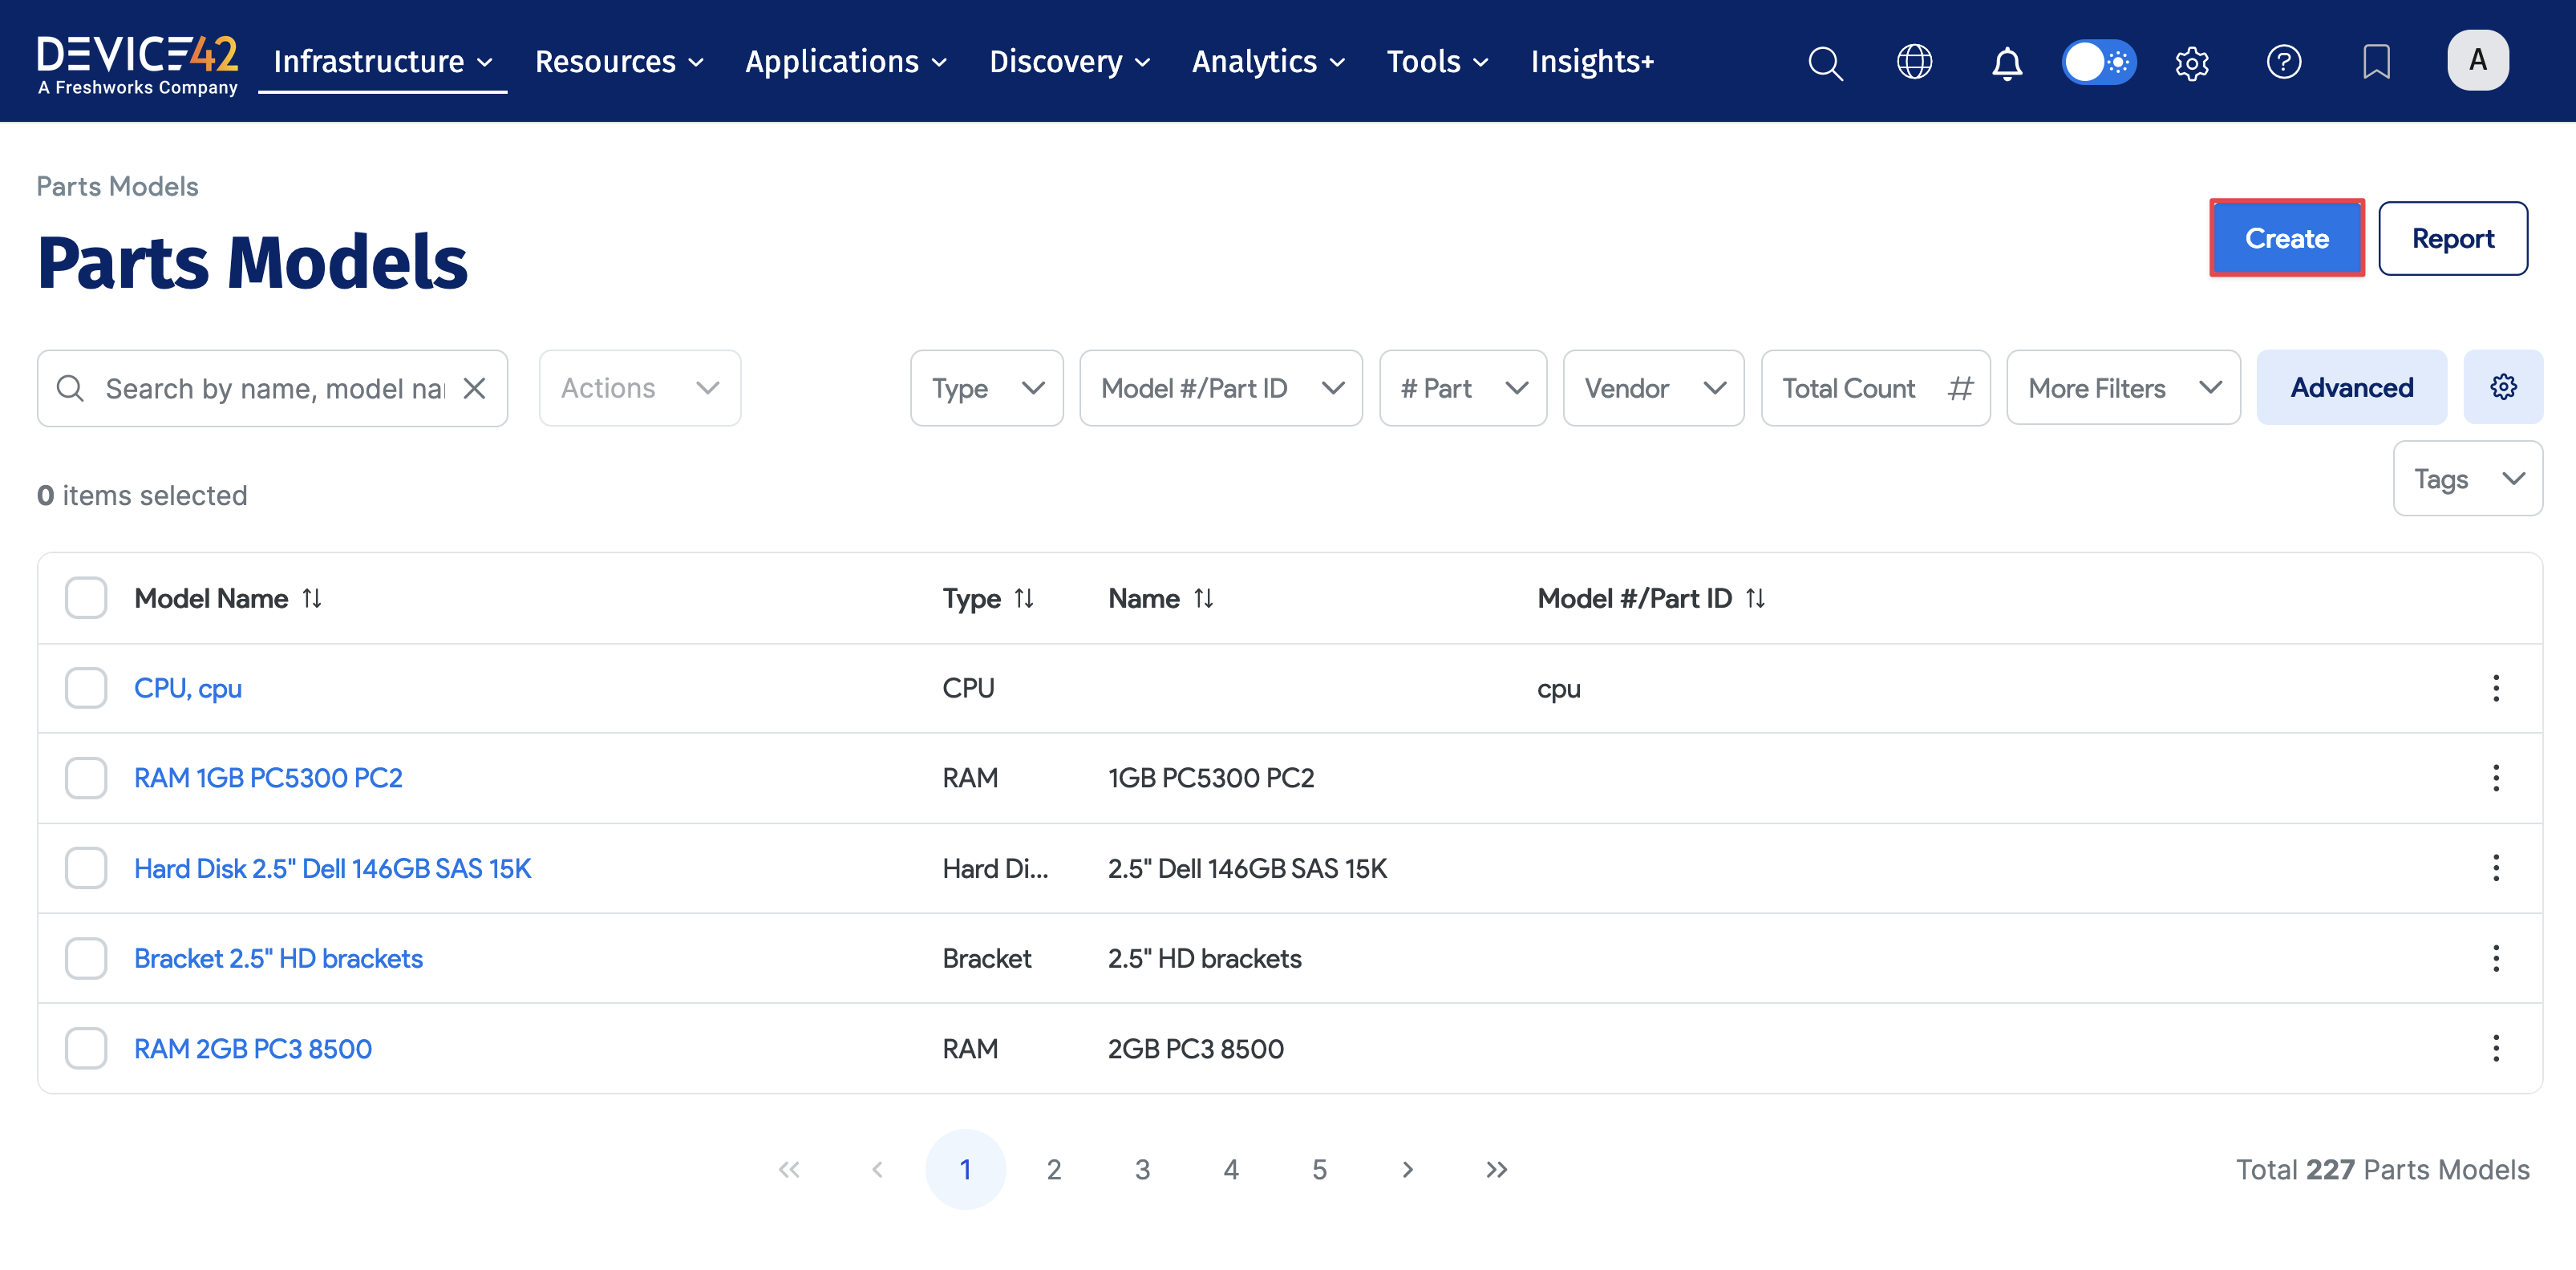 DEVICE42
A Freshworks Company
Infrastructure Resources Applications Discovery Analytics Tools Insights+ A
Parts Models
Parts Models
Create Report
Search by name, model na Actions Type Model #/Part ID # Part Vendor Total Count # More Filters Advanced
Tags
0 items selected
Model Name Type Name Model #/Part ID
CPU, cpu CPU cpu
RAM 1GB PC5300 PC2 RAM 1GB PC5300 PC2
Hard Disk 2.5" Dell 146GB SAS 15K Hard Di... 2.5" Dell 146GB SAS 15K
Bracket 2.5" HD brackets Bracket 2.5" HD brackets
RAM 2GB PC3 8500 RAM 2GB PC3 8500
« ‹ 1 2 3 4 5 › » Total 227 Parts Models